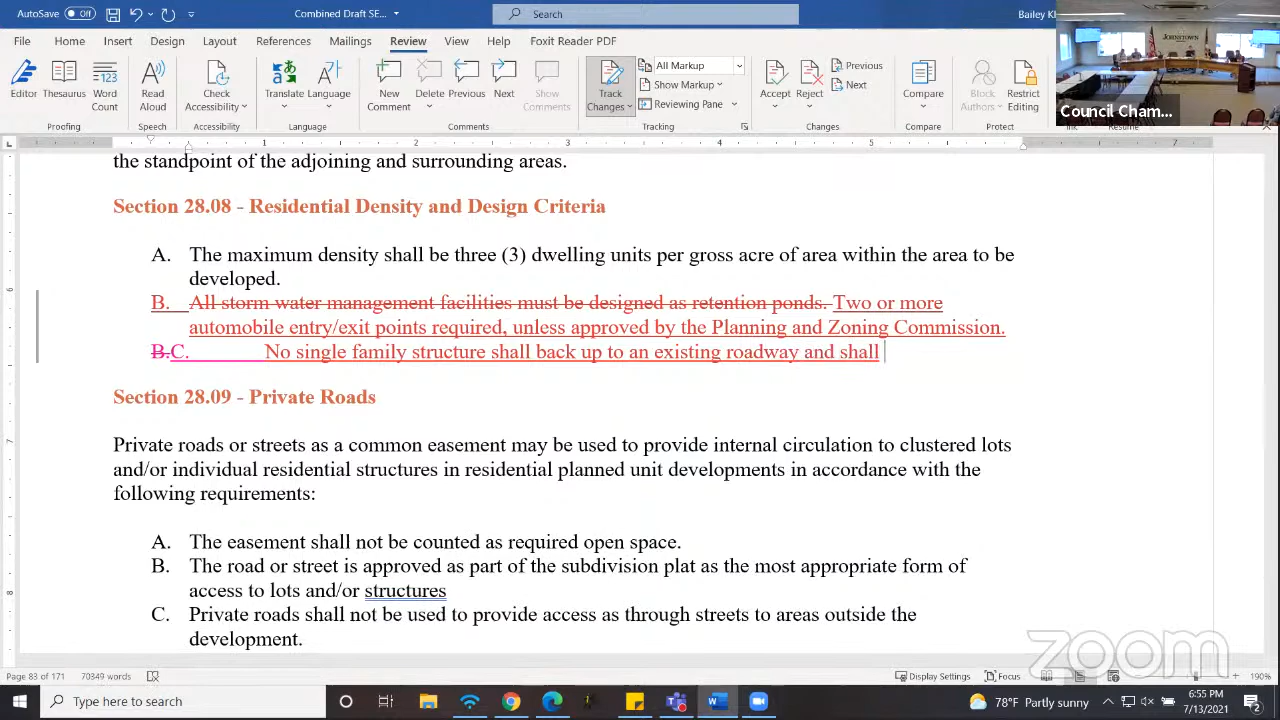 AutoSave Off
Search
Bailey
JOHNSTOWN
Council Cham...
File Home Insert Design Layout References Mailings Review View Help Foxit Reader PDF
Editor Thesaurus Word Count Read Aloud Check Accessibility Translate Language New Comment Delete Previous Next Show Comments Track Changes All Markup Show Markup Reviewing Pane Accept Reject Previous Next Compare Block Authors Restrict Editing
Proofing Speech Accessibility Language Comments Tracking Changes Compare Protect Resume
the standpoint of the adjoining and surrounding areas.
Section 28.08 - Residential Density and Design Criteria
A. The maximum density shall be three (3) dwelling units per gross acre of area within the area to be
developed.
B. All storm water management facilities must be designed as retention ponds. Two or more
automobile entry/exit points required, unless approved by the Planning and Zoning Commission.
B.C. No single family structure shall back up to an existing roadway and shall
Section 28.09 - Private Roads
Private roads or streets as a common easement may be used to provide internal circulation to clustered lots
and/or individual residential structures in residential planned unit developments in accordance with the
following requirements:
A. The easement shall not be counted as required open space.
B. The road or street is approved as part of the subdivision plat as the most appropriate form of
access to lots and/or structures
C. Private roads shall not be used to provide access as through streets to areas outside the
development.
zoom
Page 83 of 171 70349 words Display Settings Focus 190%
Type here to search 78°F Partly sunny 6:55 PM
7/13/2021